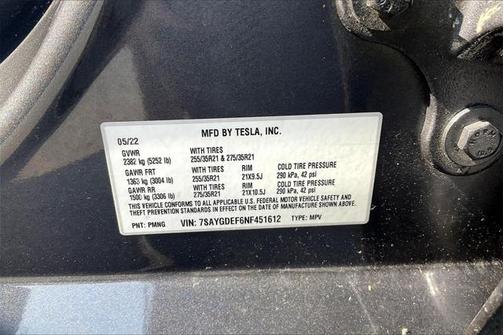 MFD BY TESLA, INC.
05/22
GVWR WITH TIRES
2382 kg (5252 lb) 255/35R21 & 275/35R21
GAWR FRT WITH TIRES RIM COLD TIRE PRESSURE
1363 kg (3004 lb) 255/35R21 21X9.5J 290 kPa, 42 psi
GAWR RR WITH TIRES RIM COLD TIRE PRESSURE
1500 kg (3306 lb) 275/35R21 21X10.5J 290 kPa, 42 psi
THIS VEHICLE CONFORMS TO ALL APPLICABLE U.S. FEDERAL MOTOR VEHICLE SAFETY
AND THEFT PREVENTION STANDARDS IN EFFECT ON THE DATE OF MANUFACTURE SHOWN ABOVE.
PNT: PMNG VIN: 7SAYGDEF6NF451612 TYPE: MPV